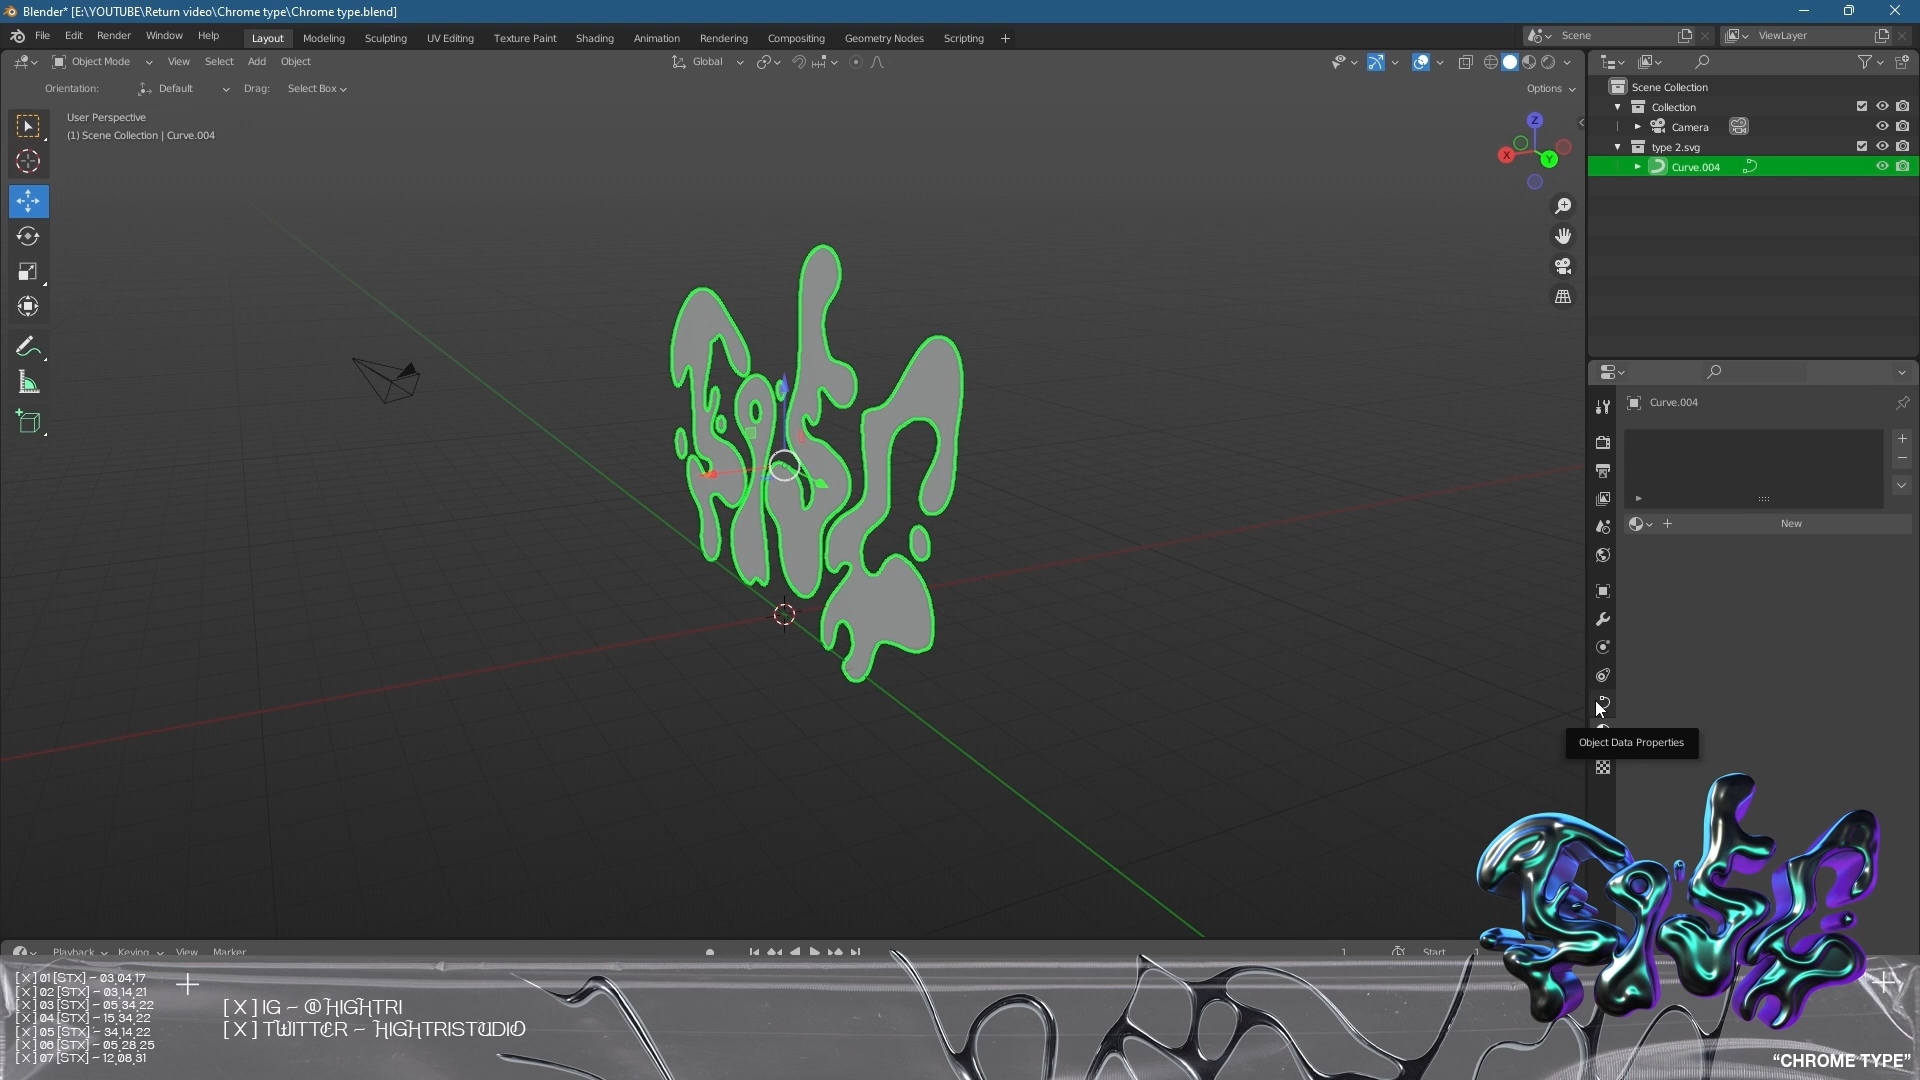 Blender* [E:\YOUTUBE\Return video\Chrome type\Chrome type.blend]
File Edit Render Window Help Layout Modeling Sculpting UV Editing Texture Paint Shading Animation Rendering Compositing Geometry Nodes Scripting + Scene ViewLayer
Object Mode View Select Add Object Global
Orientation: Default Drag: Select Box Options
User Perspective
(1) Scene Collection | Curve.004
Z
X
Y
Scene Collection
Collection
Camera
type 2.svg
Curve.004
Curve.004
New
Object Data Properties
Playback Keying View Marker 1 Start
[X] 01 [STX] – 03.04.17
[X] 02 [STX] – 03.14.21
[X] 03 [STX] – 05.34.22
[X] 04 [STX] – 15.34.22
[X] 05 [STX] – 34.14.22
[X] 06 [STX] – 05.28.25
[X] 07 [STX] – 12.08.31
[X] IG – @HIGHTRI
[X] TWITTER – HIGHTRISTUDIO
“CHROME TYPE”